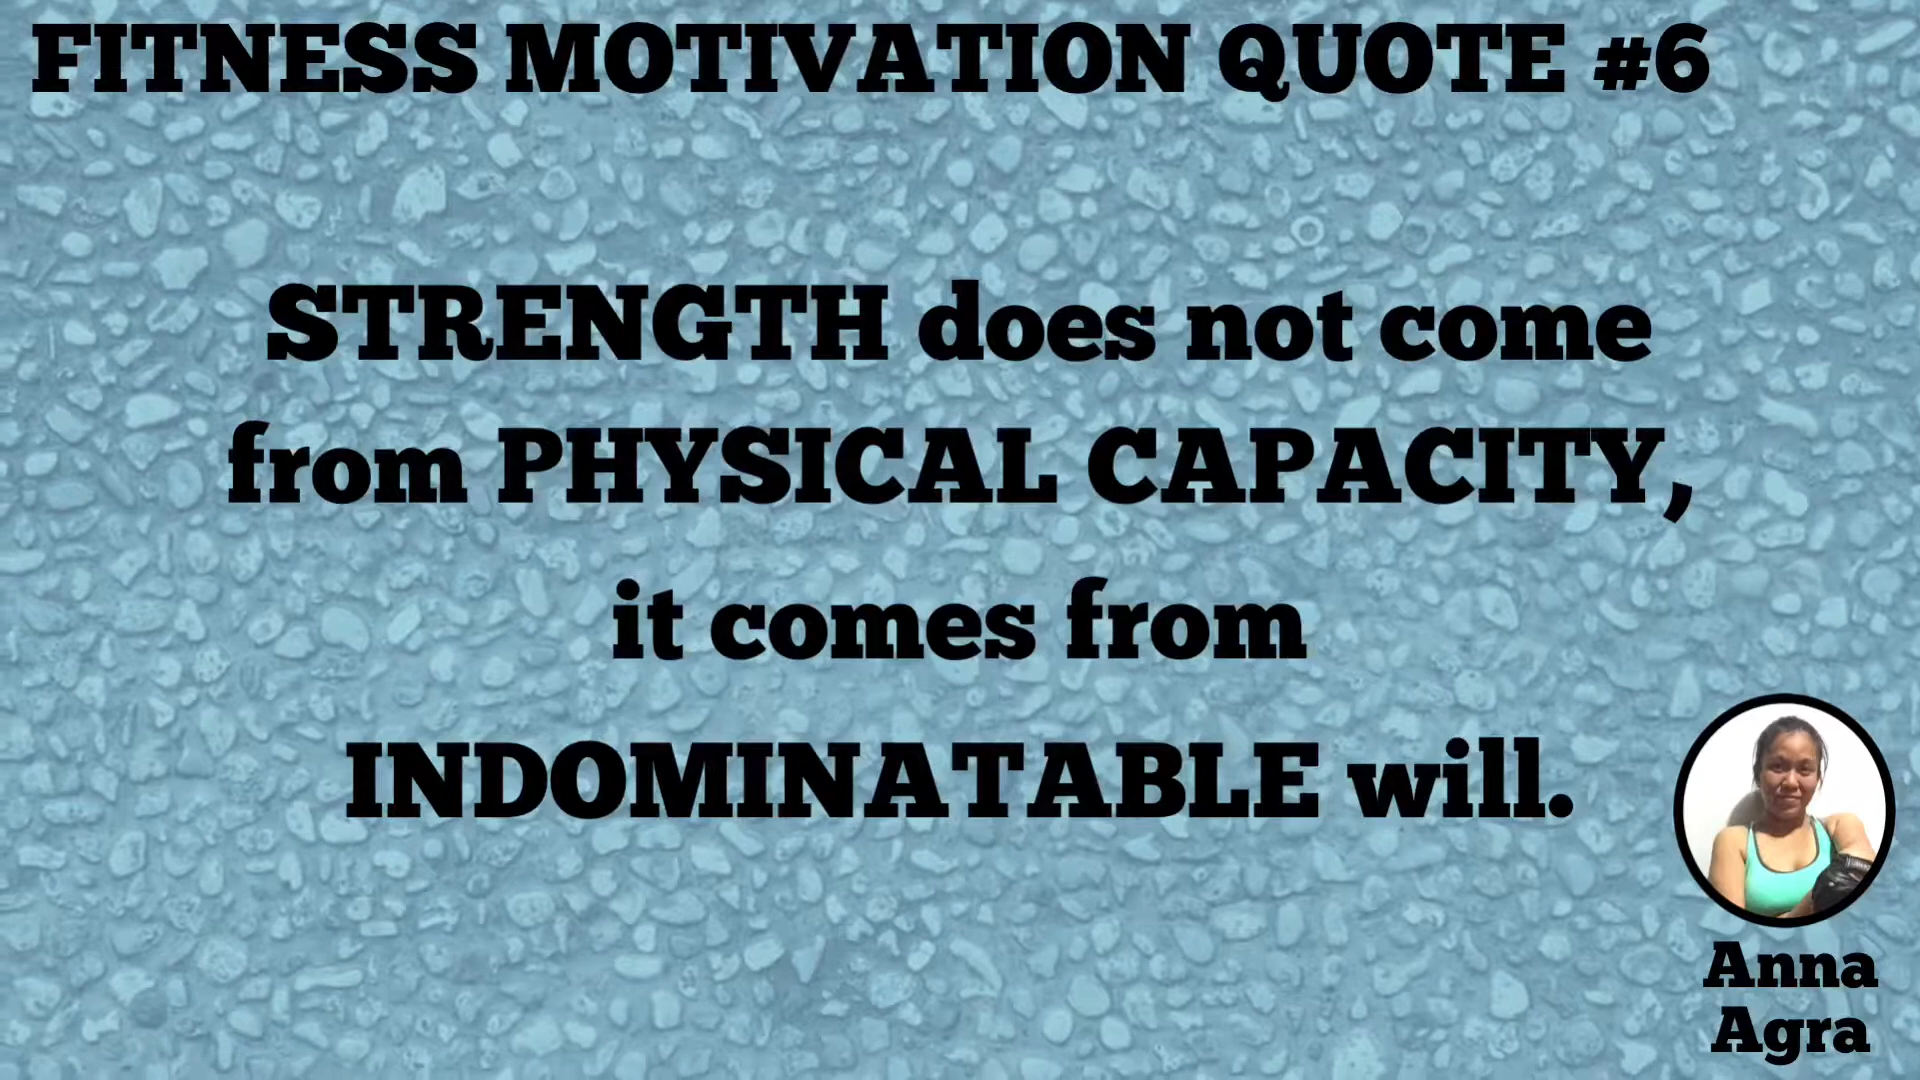 FITNESS MOTIVATION QUOTE #6
STRENGTH does not come
from PHYSICAL CAPACITY,
it comes from
INDOMINATABLE will.
Anna
Agra